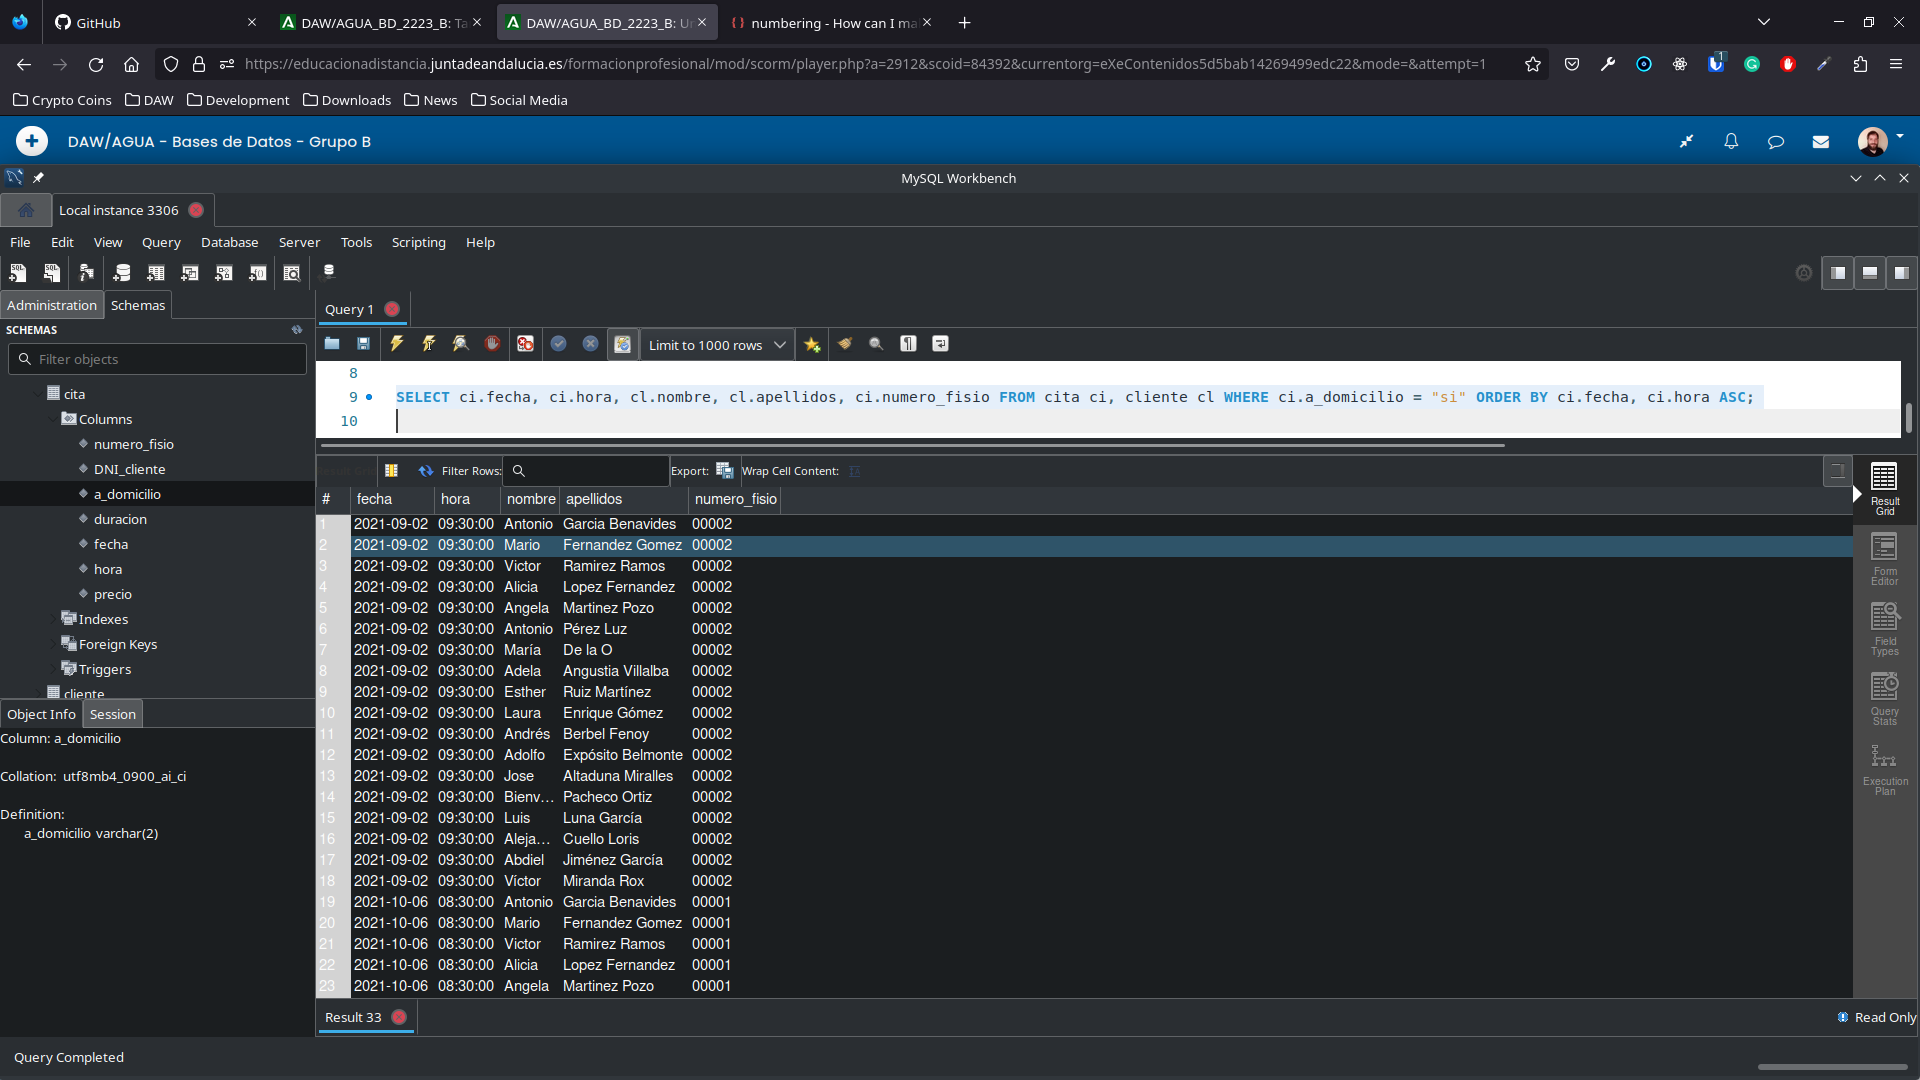 GitHub
DAW/AGUA_BD_2223_B: Ta
DAW/AGUA_BD_2223_B: Un
numbering - How can I ma
https://educacionadistancia.juntadeandalucia.es/formacionprofesional/mod/scorm/player.php?a=2912&scoid=84392&currentorg=eXeContenidos5d5bab14269499edc22&mode=&attempt=1
1
Crypto Coins DAW Development Downloads News Social Media
DAW/AGUA - Bases de Datos - Grupo B
MySQL Workbench
Local instance 3306
File Edit View Query Database Server Tools Scripting Help
Administration Schemas
Query 1
SCHEMAS
Filter objects
Limit to 1000 rows
8
9 SELECT ci.fecha, ci.hora, cl.nombre, cl.apellidos, ci.numero_fisio FROM cita ci, cliente cl WHERE ci.a_domicilio = "si" ORDER BY ci.fecha, ci.hora ASC;
10
cita
Columns
numero_fisio
DNI_cliente
a_domicilio
duracion
fecha
hora
precio
Indexes
Foreign Keys
Triggers
cliente
Object Info Session
Column: a_domicilio
Collation: utf8mb4_0900_ai_ci
Definition:
a_domicilio varchar(2)
Filter Rows: Export: Wrap Cell Content:
# fecha hora nombre apellidos numero_fisio
1 2021-09-02 09:30:00 Antonio Garcia Benavides 00002
2 2021-09-02 09:30:00 Mario Fernandez Gomez 00002
3 2021-09-02 09:30:00 Victor Ramirez Ramos 00002
4 2021-09-02 09:30:00 Alicia Lopez Fernandez 00002
5 2021-09-02 09:30:00 Angela Martinez Pozo 00002
6 2021-09-02 09:30:00 Antonio Pérez Luz 00002
7 2021-09-02 09:30:00 María De la O 00002
8 2021-09-02 09:30:00 Adela Angustia Villalba 00002
9 2021-09-02 09:30:00 Esther Ruiz Martínez 00002
10 2021-09-02 09:30:00 Laura Enrique Gómez 00002
11 2021-09-02 09:30:00 Andrés Berbel Fenoy 00002
12 2021-09-02 09:30:00 Adolfo Expósito Belmonte 00002
13 2021-09-02 09:30:00 Jose Altaduna Miralles 00002
14 2021-09-02 09:30:00 Bienv... Pacheco Ortiz 00002
15 2021-09-02 09:30:00 Luis Luna García 00002
16 2021-09-02 09:30:00 Aleja... Cuello Loris 00002
17 2021-09-02 09:30:00 Abdiel Jiménez García 00002
18 2021-09-02 09:30:00 Víctor Miranda Rox 00002
19 2021-10-06 08:30:00 Antonio Garcia Benavides 00001
20 2021-10-06 08:30:00 Mario Fernandez Gomez 00001
21 2021-10-06 08:30:00 Victor Ramirez Ramos 00001
22 2021-10-06 08:30:00 Alicia Lopez Fernandez 00001
23 2021-10-06 08:30:00 Angela Martinez Pozo 00001
Result Grid
Form Editor
Field Types
Query Stats
Execution Plan
Result 33
Read Only
Query Completed